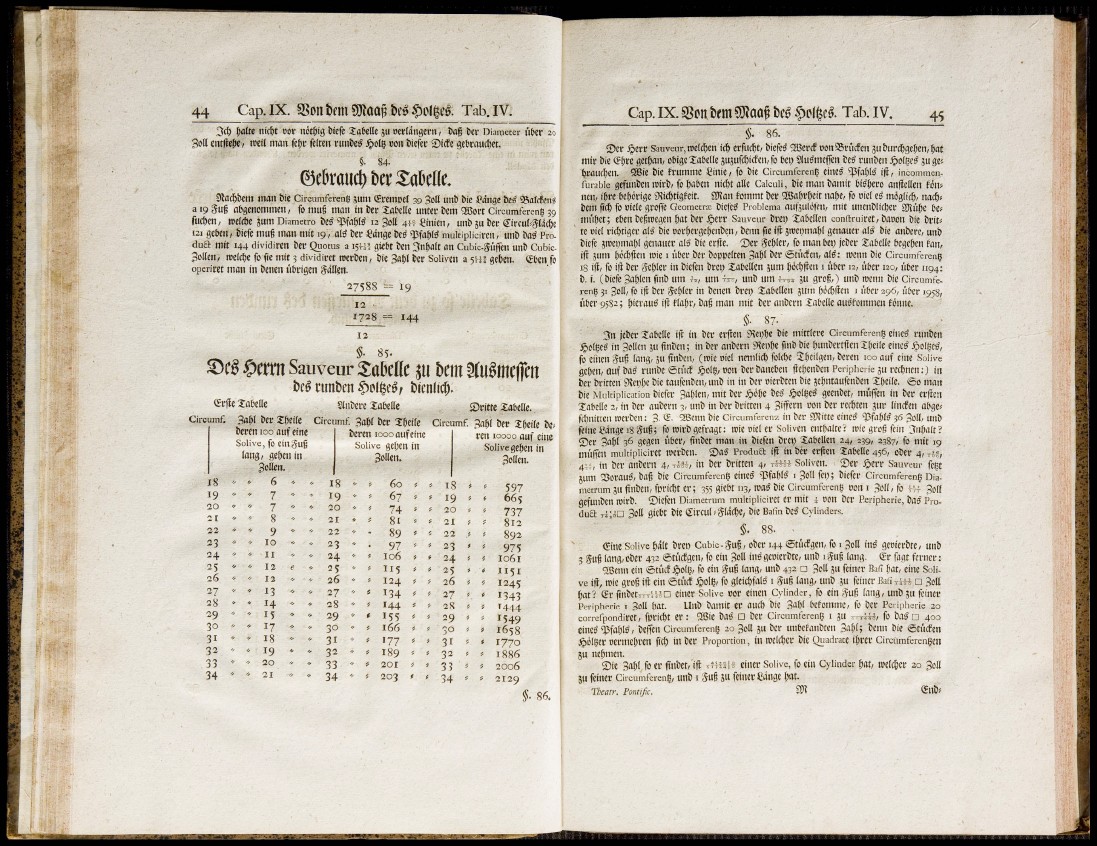 44 Cap. IX. Von dem Maaß des Holtzes. Tab. IV.
Ich halte nicht vor nöthig diese Tabelle zu verlängern, daß der Diameter über 20
Zoll entstehe, weil man sehr selten rundes Holtz von dieser Dicke gebrauchet.
§. 84.
Gebrauch der Tabelle.
Nachdem man die Circumferentz zum Exempel 39 Zoll und die Länge des Balckens
a 19 Fuß abgenommen, so muß man in der Tabelle unter dem Wort Circumferentz 39
suchen, welche zum Diametro des Pfahls 12 Zoll 4 Linien, und zu der Circul-Fläche
121 geben, diese muß man mit 19, als der Länge des Pfahls multipliciren, und das Pro-
duct mit 144 dividiren der Quotus a 15 giebt den Inhalt an Cubic-Füssen und Cubic-
Zollen, welche so sie mit 3 dividiret werden, die Zahl der Soliven a 5 geben. Eben so
operiret man in denen übrigen Fällen.
27588 = 19
12
1728 = 144
12
§. 85.
Des Herrn Sauveur Tabelle zu dem Ausmessen
des runden Holtzes, dienlich.
Erste Tabelle Andere Tabelle Dritte Tabelle.
Circumf. Zahl der Theile Circumf. Zahl der Theile Circumf. Zahl der Theile de-
deren 100 auf eine deren 1000 auf eine ren 10000 auf eine
Solive, so ein Fuß Solive gehen in Solive gehen in
lang, gehen in Zollen. Zollen.
Zollen.
18 " " 6 " " 18 " " 60 " " 18 " " 597
19 " " 7 " " 19 " " 67 " " 19 " " 665
20 " " 7 " " 20 " " 74 " " 20 " " 737
21 " " 8 " " 21 " " 81 " " 21 " " 812
22 " " 9 " " 22 " " 89 " " 22 " " 892
23 " " 10 " " 23 " " 97 " " 23 " " 975
24 " " 11 " " 24 " " 106 " " 24 " " 1061
25 " " 12 " " 25 " " 115 " " 25 " " 1151
26 " " 12 " " 26 " " 124 " " 26 " " 1245
27 " " 13 " " 27 " " 134 " " 27 " " 1343
28 " " 14 " " 28 " " 144 " " 28 " " 1444
29 " " 15 " " 29 " " 155 " " 29 " " 1549
30 " " 17 " " 30 " " 166 " " 30 " " 1658
31 " " 18 " " 31 " " 177 " " 31 " " 1770
32 " " 19 " " 32 " " 189 " " 32 " " 1886
33 " " 20 " " 33 " " 201 " " 33 " " 2006
34 " " 21 " " 34 " " 203 " " 34 " " 2129
§. 86.
Cap. IX. Von dem Maaß des Holtzes. Tab. IV. 45
§. 86.
Der Herr Sauveur, welchen ich ersucht, dieses Werck von Brücken zu durchgehen, hat
mir die Ehre gethan, obige Tabelle zuzuschicken, so bey Ausmessen des runden Holtzes zu ge-
brauchen. Wie die krumme Linie, so die Circumferentz eines Pfahls ist, incommen-
surable gefunden wird, so haben nicht alle Calculi, die man damit bishero anstellen kön-
nen, ihre behörige Richtigkeit. Man kommt der Wahrheit nahe, so viel es möglich, nach-
dem sich so viele grosse Geometræ dieses Problema aufzulösen, mit unendlicher Mühe be-
mühet; eben deßwegen hat der Herr Sauveur drey Tabellen construiret, davon die drit-
te viel richtiger als die vorhergehenden, denn sie ist zweymahl genauer als die andere, und
diese zweymahl genauer als die erste. Der Fehler, so man bey jeder Tabelle begehen kan,
ist zum höchsten wie 1 über der doppelten Zahl der Stücken, als: wenn die Circumferentz
18 ist, so ist der Fehler in diesen drey Tabellen zum höchsten 1 über 12, über 120, über 1194:
d. i. (diese Zahlen sind um, um, und um zu groß,) und wenn die Circumfe-
rentz 31 Zoll, so ist der Fehler in denen drey Tabellen zum höchsten 1 über 296, über 1958,
über 9582; hieraus ist klahr, daß man mit der andern Tabelle auskommen könne.
§. 87.
In jeder Tabelle ist in der ersten Reyhe die mittlere Circumferentz eines runden
Holtzes in Zollen zu finden; in der andern Reyhe sind die hundertsten Theile eines Holtzes,
so einen Fuß lang, zu finden, (wie viel nemlich solche Theilgen, deren 100 auf eine Solive
gehen, auf das runde Stück Holtz, von der daneben stehenden Peripherie zu rechnen:) in
der dritten Reyhe die tausenden, und in in der vierdten die zehntausenden Theile. So man
die Multiplication dieser Zahlen, mit der Höhe des Holtzes geendet, müssen in der ersten
Tabelle 2, in der andern 3, und in der dritten 4 Ziffern von der rechten zur lincken abge-
schnitten werden: Z. E. Wenn die Circumferenz in der Mitte eines Pfahls 36 Zoll, und
seine Länge 18 Fuß; so wird gefragt: wie viel er Soliven enthalte? wie groß sein Inhalt?
Der Zahl 36 gegen über, findet man in diesen drey Tabellen 24, 239, 2387, so mit 19
müssen multipliciret werden. Das Product ist in der ersten Tabelle 456, oder 4,
4, in der andern 4, in der dritten 4, Soliven. Der Herr Sauveur setzt
zum Voraus, daß die Circumferentz eines Pfahls 1 Zoll sey; dieser Circumferentz Dia-
metrum zu finden, spricht er; 355 giebt 113, was die Circumferentz von 1 Zoll, so Zoll
gefunden wird. Diesen Diametrum multipliciret er mit ¼ von der Peripherie, das Pro-
duct □ Zoll giebt die Circul-Fläche, die Basin des Cylinders.
§. 88.
Eine Solive hält drey Cubic-Fuß, oder 144 Stückgen, so 1 Zoll ins gevierdte, und
3 Fuß lang, oder 432 Stückgen, so ein Zoll ins gevierdte, und 1 Fuß lang. Er sagt ferner:
Wenn ein Stück Holtz, so ein Fuß lang, und 432 □ Zoll zu seiner Basi hat, eine Soli-
ve ist, wie groß ist ein Stück Holtz, so gleichfals 1 Fuß lang, und zu seiner Basi □ Zoll
hat? Er findet □ einer Solive vor einen Cylinder, so ein Fuß lang, und zu seiner
Peripherie 1 Zoll hat. Und damit er auch die Zahl bekomme, so der Peripherie 20
correspondiret, spricht er: Wie das □ der Circumferentz 1 zu, so das □ 400
eines Pfahls, dessen Circumferentz 20 Zoll zu der unbekandten Zahl; denn die Stücken
Höltzer vermehren sich in der Proportion, in welcher die Quadrate ihrer Circumferentzen
zu nehmen.
Die Zahl so er findet, ist einer Solive, so ein Cylinder hat, welcher 20 Zoll
zu seiner Circumferentz, und 1 Fuß zu seiner Länge hat.
Theatr. Pontific. M End-